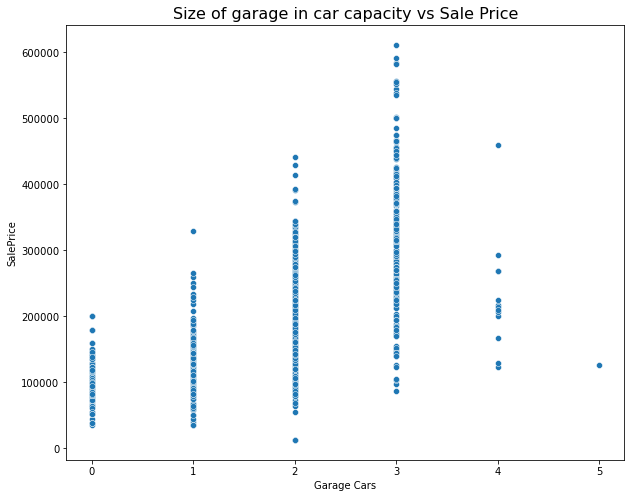 Size of garage in car capacity vs Sale Price
600000
500000
400000
300000
200000
100000
0
SalePrice
0 1 2 3 4 5
Garage Cars